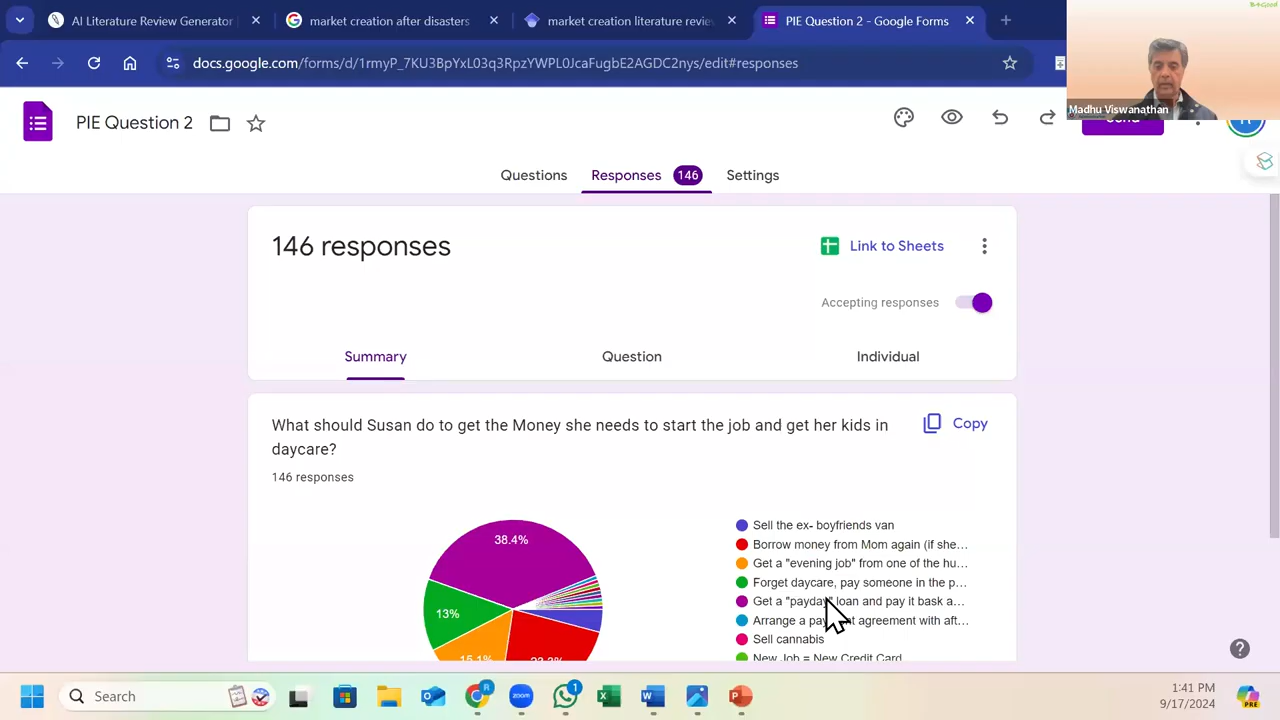 AI Literature Review Generator
market creation after disasters
market creation literature revie
PIE Question 2 - Google Forms
docs.google.com/forms/d/1rmyP_7KU3BpYxL03q3RpzYWPL0JcaFugbE2AGDC2nys/edit#responses
Madhu Viswanathan
PIE Question 2
Questions
Responses 146
Settings
146 responses
Link to Sheets
Accepting responses
Summary
Question
Individual
What should Susan do to get the Money she needs to start the job and get her kids in
daycare?
Copy
146 responses
38.4%
13%
15.1%
Sell the ex- boyfriends van
Borrow money from Mom again (if she...
Get a "evening job" from one of the hu...
Forget daycare, pay someone in the p...
Get a "payday" loan and pay it bask a...
Arrange a pay agreement with aft...
Sell cannabis
New Job = New Credit Card
Search
1
1:41 PM
9/17/2024
PRE